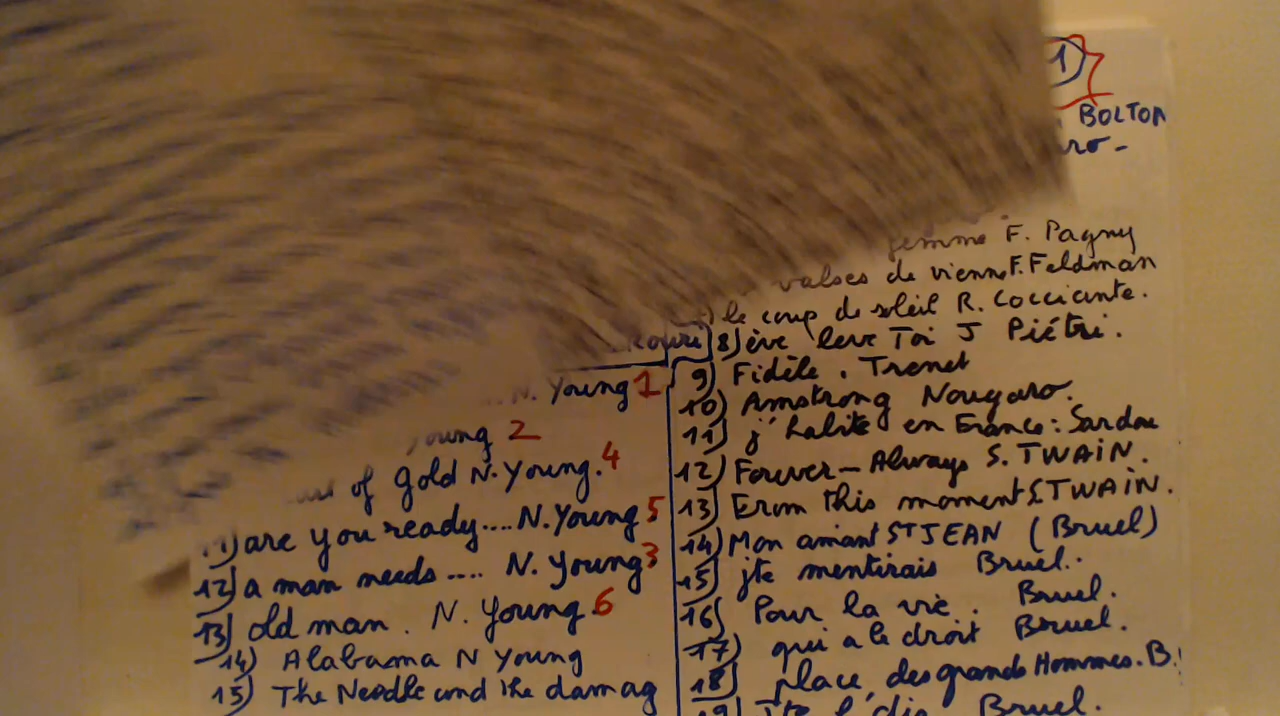 N. Young 1
Young 2
of Gold N. Young. 4
11) are you ready.... N. Young 5
12) a man needs .... N. Young 3
13) old man. N. Young 6
14) Alabama N Young
15) The Needle and the damag
1
BOLTON
femme F. Pagny
valses de vienne F. Feldman
le coup de soleil R. Cocciante.
8) ève lève Toi J Piétri.
9) Fidèle. Trenet
10) Amstrong Nougaro.
11) j'habite en France: Sardou
12) Forever-Always S. TWAIN.
13) From this moment S. TWAIN.
14) Mon amant ST JEAN (Bruel)
15) jte mentirais Bruel..
16) Pour la vie. Bruel.
17) qui a le droit Bruel.
18) place des grands Hommes. B.
19) Bruel.